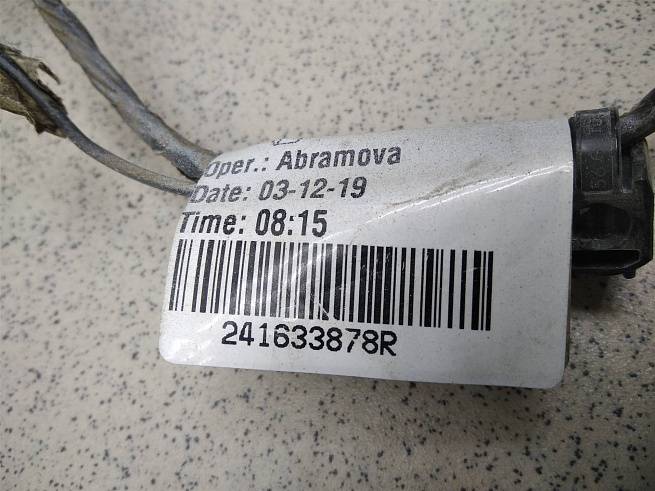 Oper.: Abramova
Date: 03-12-19
Time: 08:15
241633878R